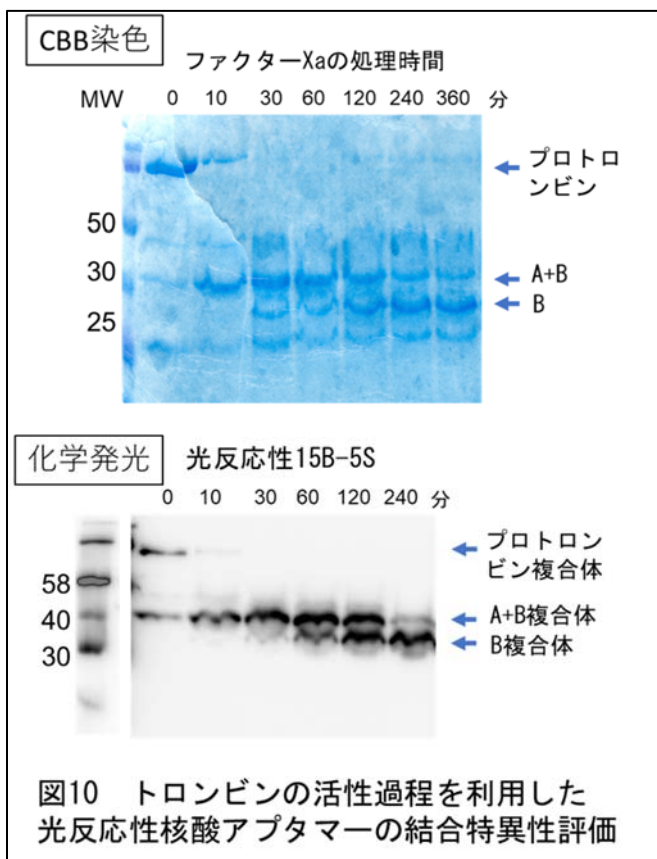 CBB染色
ファクターXaの処理時間
MW 0 10 30 60 120 240 360 分
プロトロ
ンビン
50
30
A+B
B
25
化学発光
光反応性15B-5S
0 10 30 60 120 240 分
プロトロン
ビン複合体
58
40
A+B複合体
B複合体
30
図10 トロンビンの活性過程を利用した
光反応性核酸アプタマーの結合特異性評価